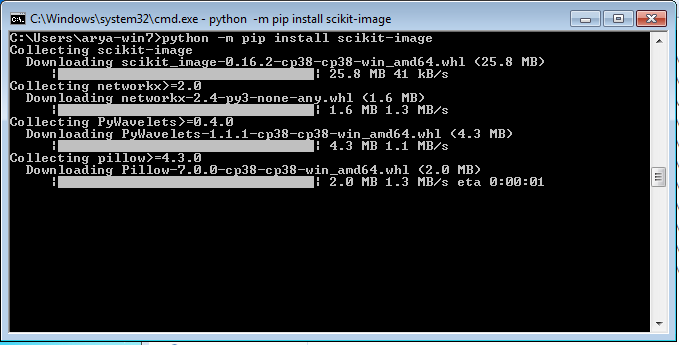 C:\Windows\system32\cmd.exe - python -m pip install scikit-image
C:\Users\arya-win7>python -m pip install scikit-image
Collecting scikit-image
Downloading scikit_image-0.16.2-cp38-cp38-win_amd64.whl (25.8 MB)
25.8 MB 41 kB/s
Collecting networkx>=2.0
Downloading networkx-2.4-py3-none-any.whl (1.6 MB)
1.6 MB 1.3 MB/s
Collecting PyWavelets>=0.4.0
Downloading PyWavelets-1.1.1-cp38-cp38-win_amd64.whl (4.3 MB)
4.3 MB 1.1 MB/s
Collecting pillow>=4.3.0
Downloading Pillow-7.0.0-cp38-cp38-win_amd64.whl (2.0 MB)
2.0 MB 1.3 MB/s eta 0:00:01